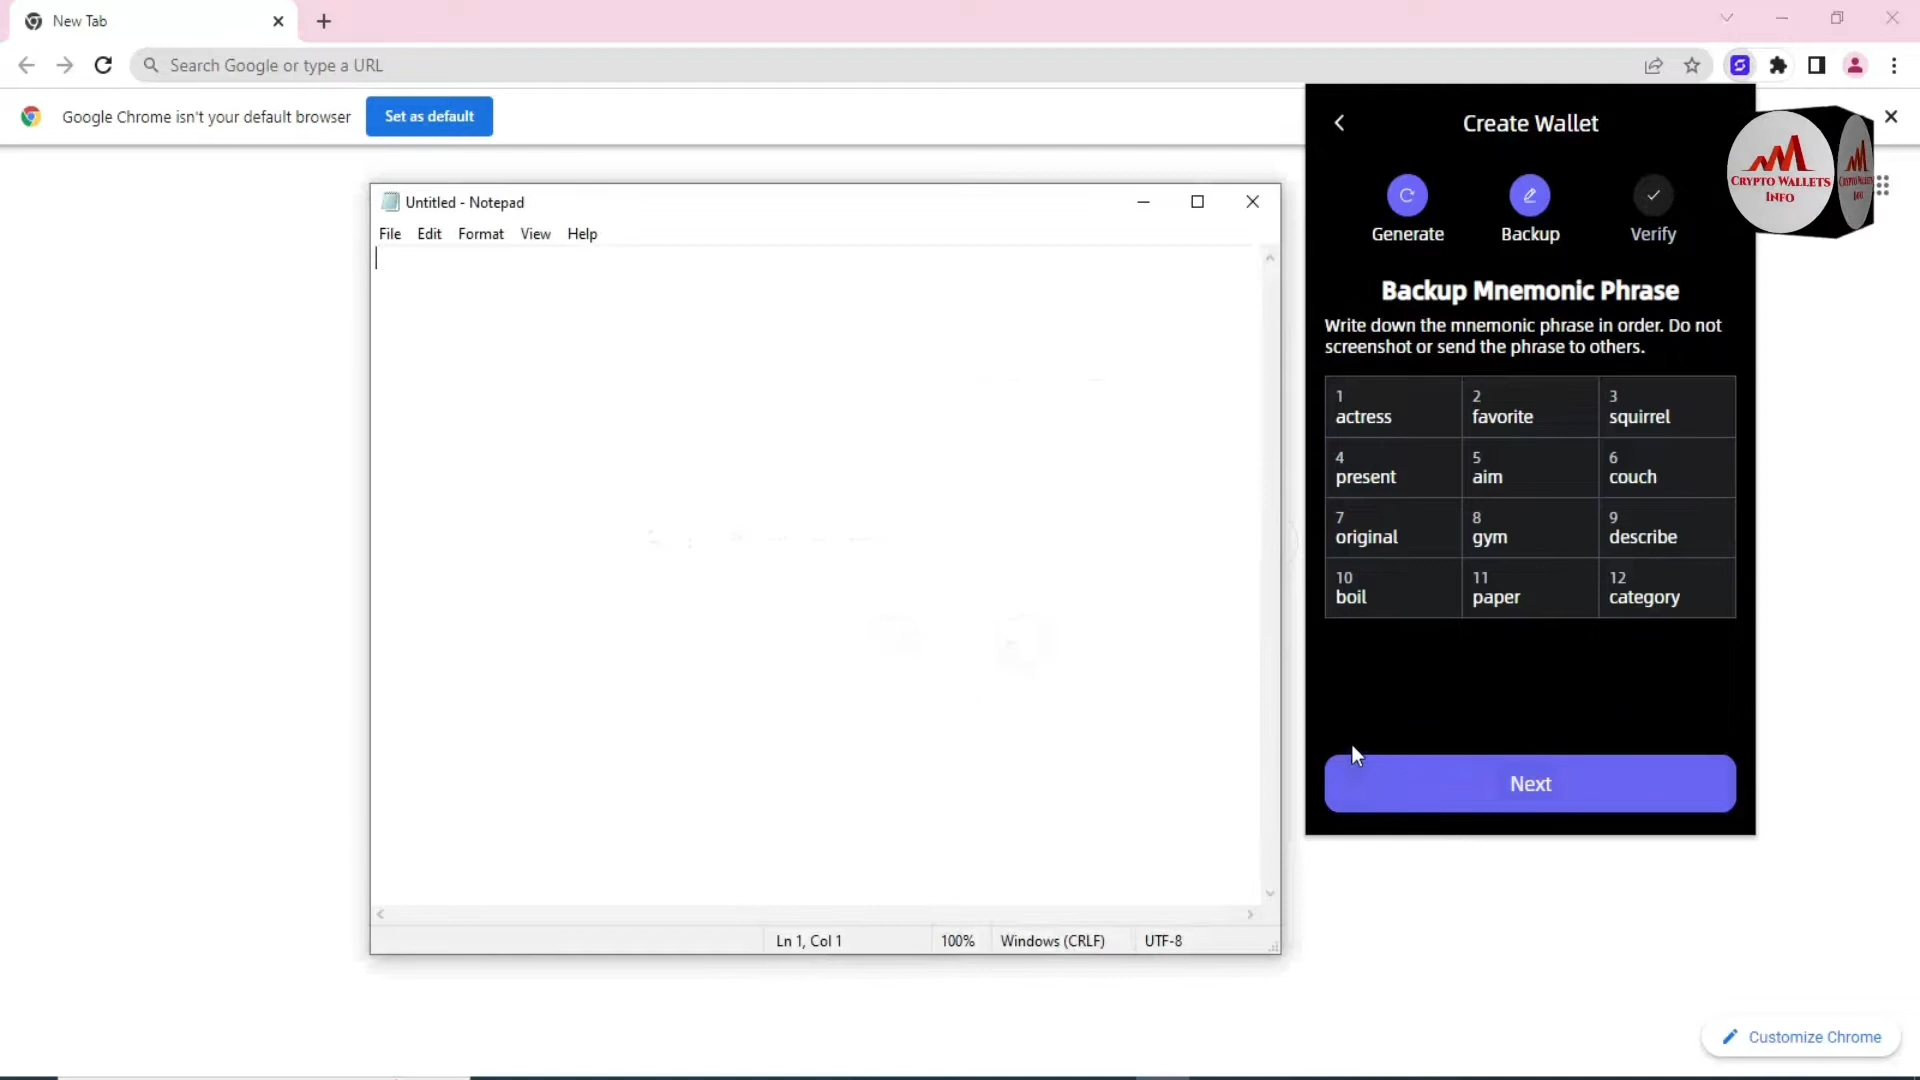 New Tab
Search Google or type a URL
Google Chrome isn't your default browser
Set as default
Create Wallet
CRYPTO WALLETS
INFO
Generate
Backup
Verify
Untitled - Notepad
File Edit Format View Help
Backup Mnemonic Phrase
Write down the mnemonic phrase in order. Do not
screenshot or send the phrase to others.
1 actress
2 favorite
3 squirrel
4 present
5 aim
6 couch
7 original
8 gym
9 describe
10 boil
11 paper
12 category
Next
Ln 1, Col 1
100%
Windows (CRLF)
UTF-8
Customize Chrome